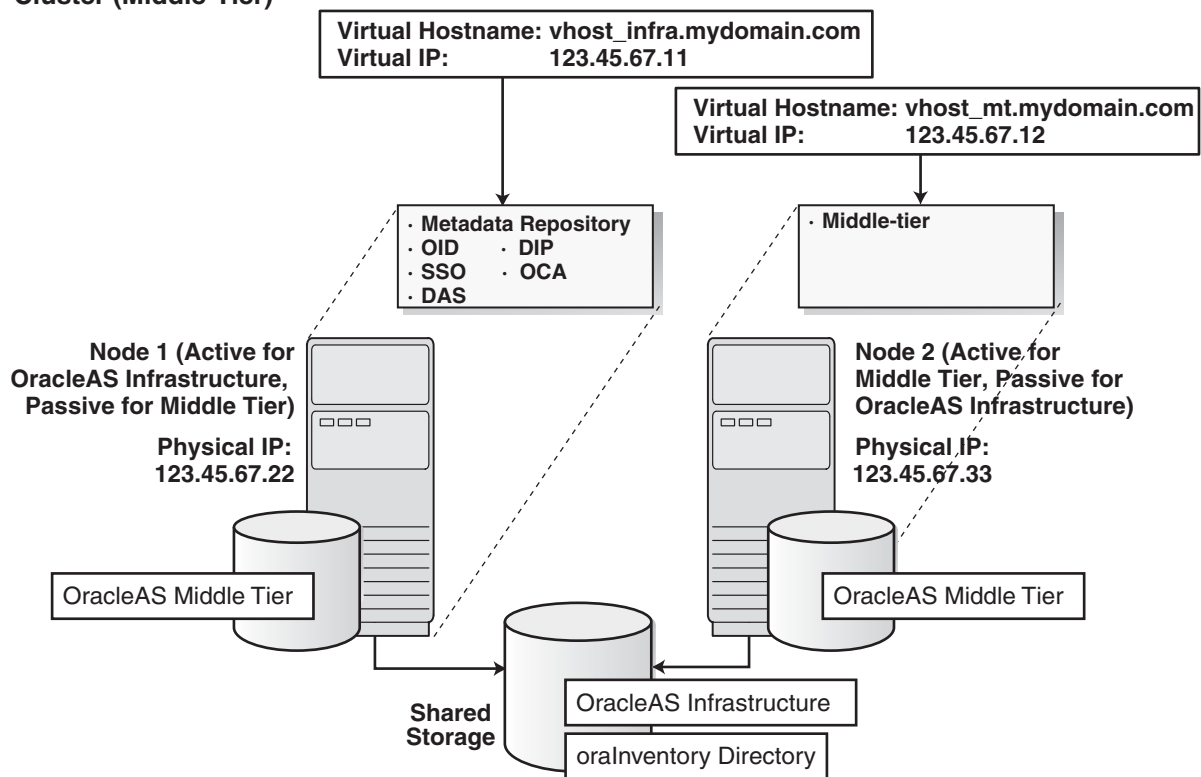 Cluster (Middle Tier)
Virtual Hostname: vhost_infra.mydomain.com
Virtual IP: 123.45.67.11
Virtual Hostname: vhost_mt.mydomain.com
Virtual IP: 123.45.67.12
· Metadata Repository
· OID · DIP
· SSO · OCA
· DAS
· Middle-tier
Node 1 (Active for
OracleAS Infrastructure,
Passive for Middle Tier)
Physical IP:
123.45.67.22
Node 2 (Active for
Middle Tier, Passive for
OracleAS Infrastructure)
Physical IP:
123.45.67.33
OracleAS Middle Tier
OracleAS Middle Tier
Shared
Storage
OracleAS Infrastructure
oraInventory Directory